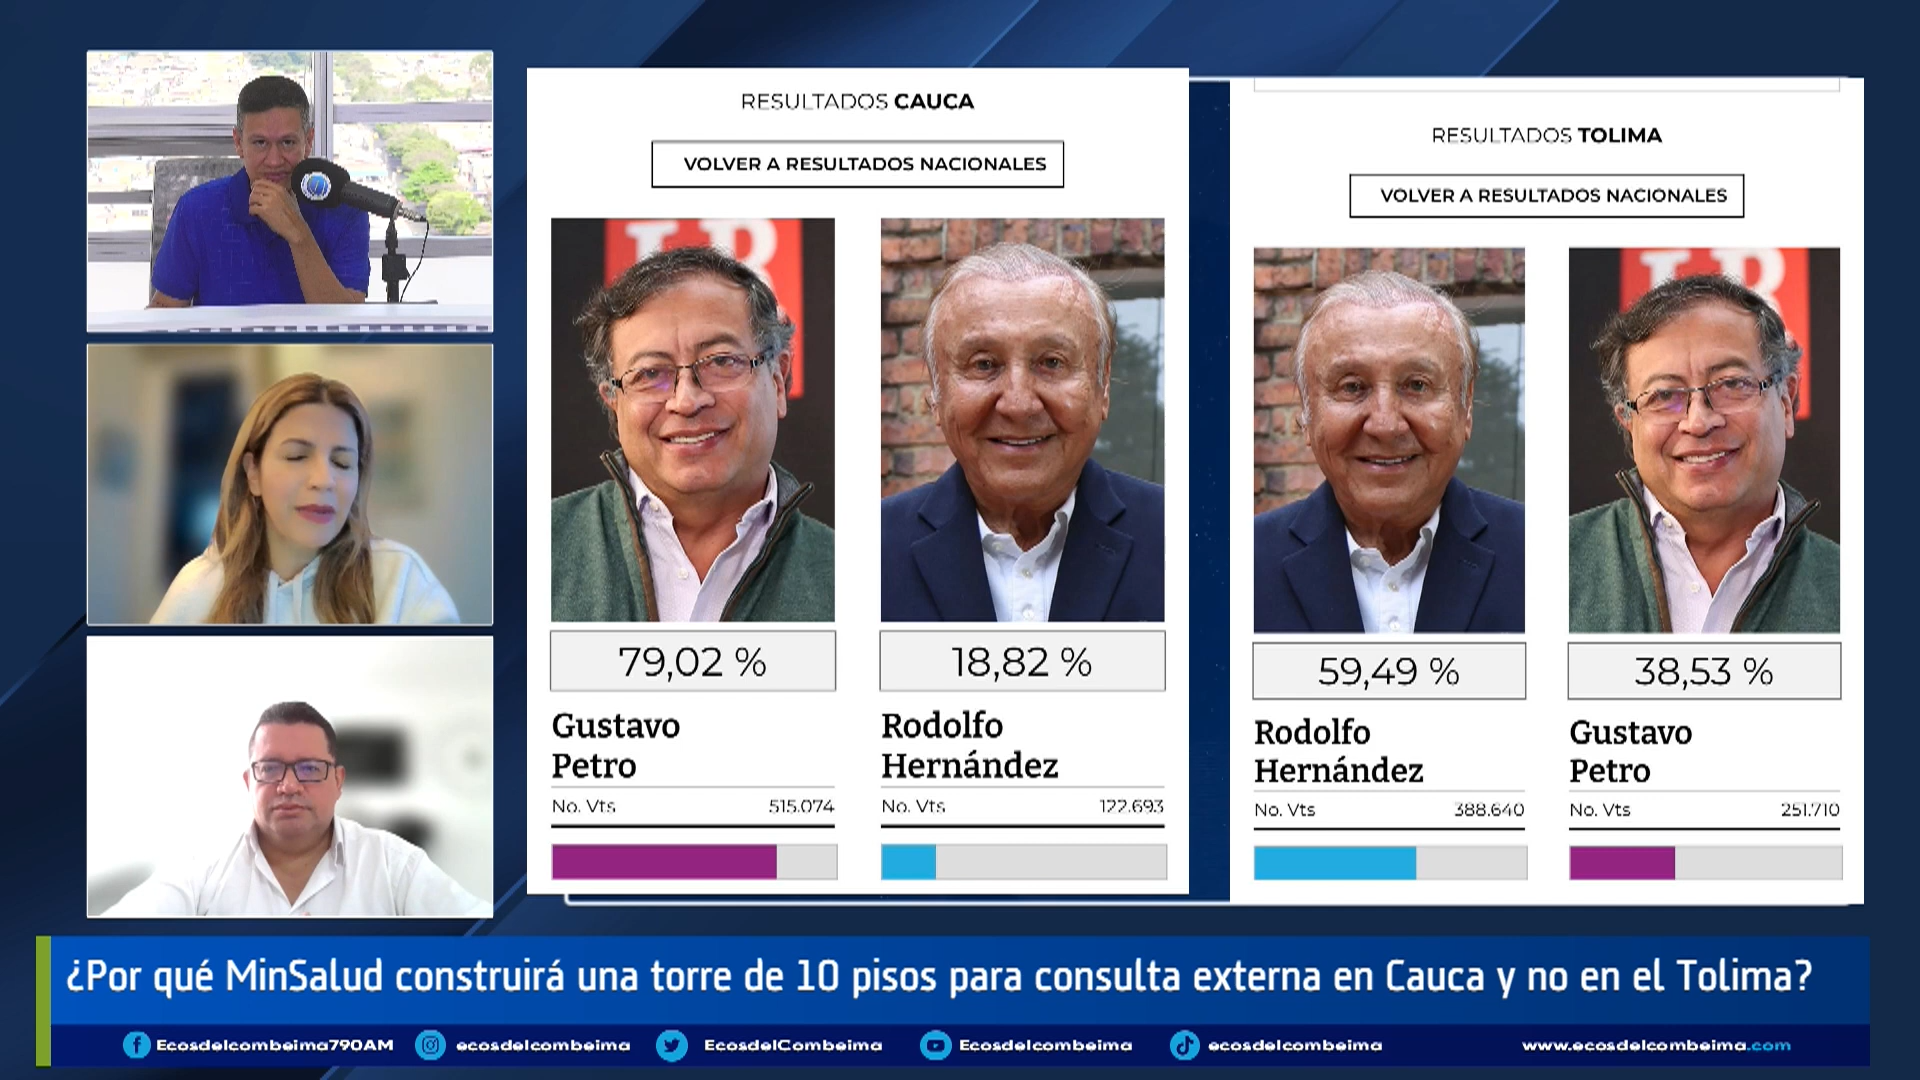 RESULTADOS CAUCA
VOLVER A RESULTADOS NACIONALES
79,02 %
18,82 %
Gustavo
Petro
Rodolfo
Hernández
No. Vts 515.074
No. Vts 122.693
RESULTADOS TOLIMA
VOLVER A RESULTADOS NACIONALES
59,49 %
38,53 %
Rodolfo
Hernández
Gustavo
Petro
No. Vts 388.640
No. Vts 251.710
¿Por qué MinSalud construirá una torre de 10 pisos para consulta externa en Cauca y no en el Tolima?
Ecosdelcombeima790AM ecosdelcombeima EcosdelCombeima Ecosdelcombeima ecosdelcombeima www.ecosdelcombeima.com